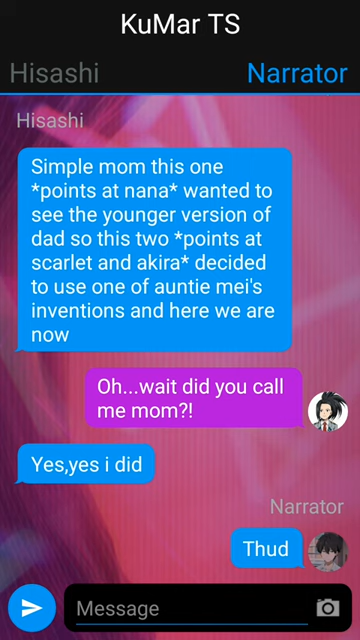 KuMar TS
Hisashi
Narrator
Hisashi
Simple mom this one
*points at nana* wanted to
see the younger version of
dad so this two *points at
scarlet and akira* decided
to use one of auntie mei's
inventions and here we are
now
Oh...wait did you call
me mom?!
Yes,yes i did
Narrator
Thud
Message